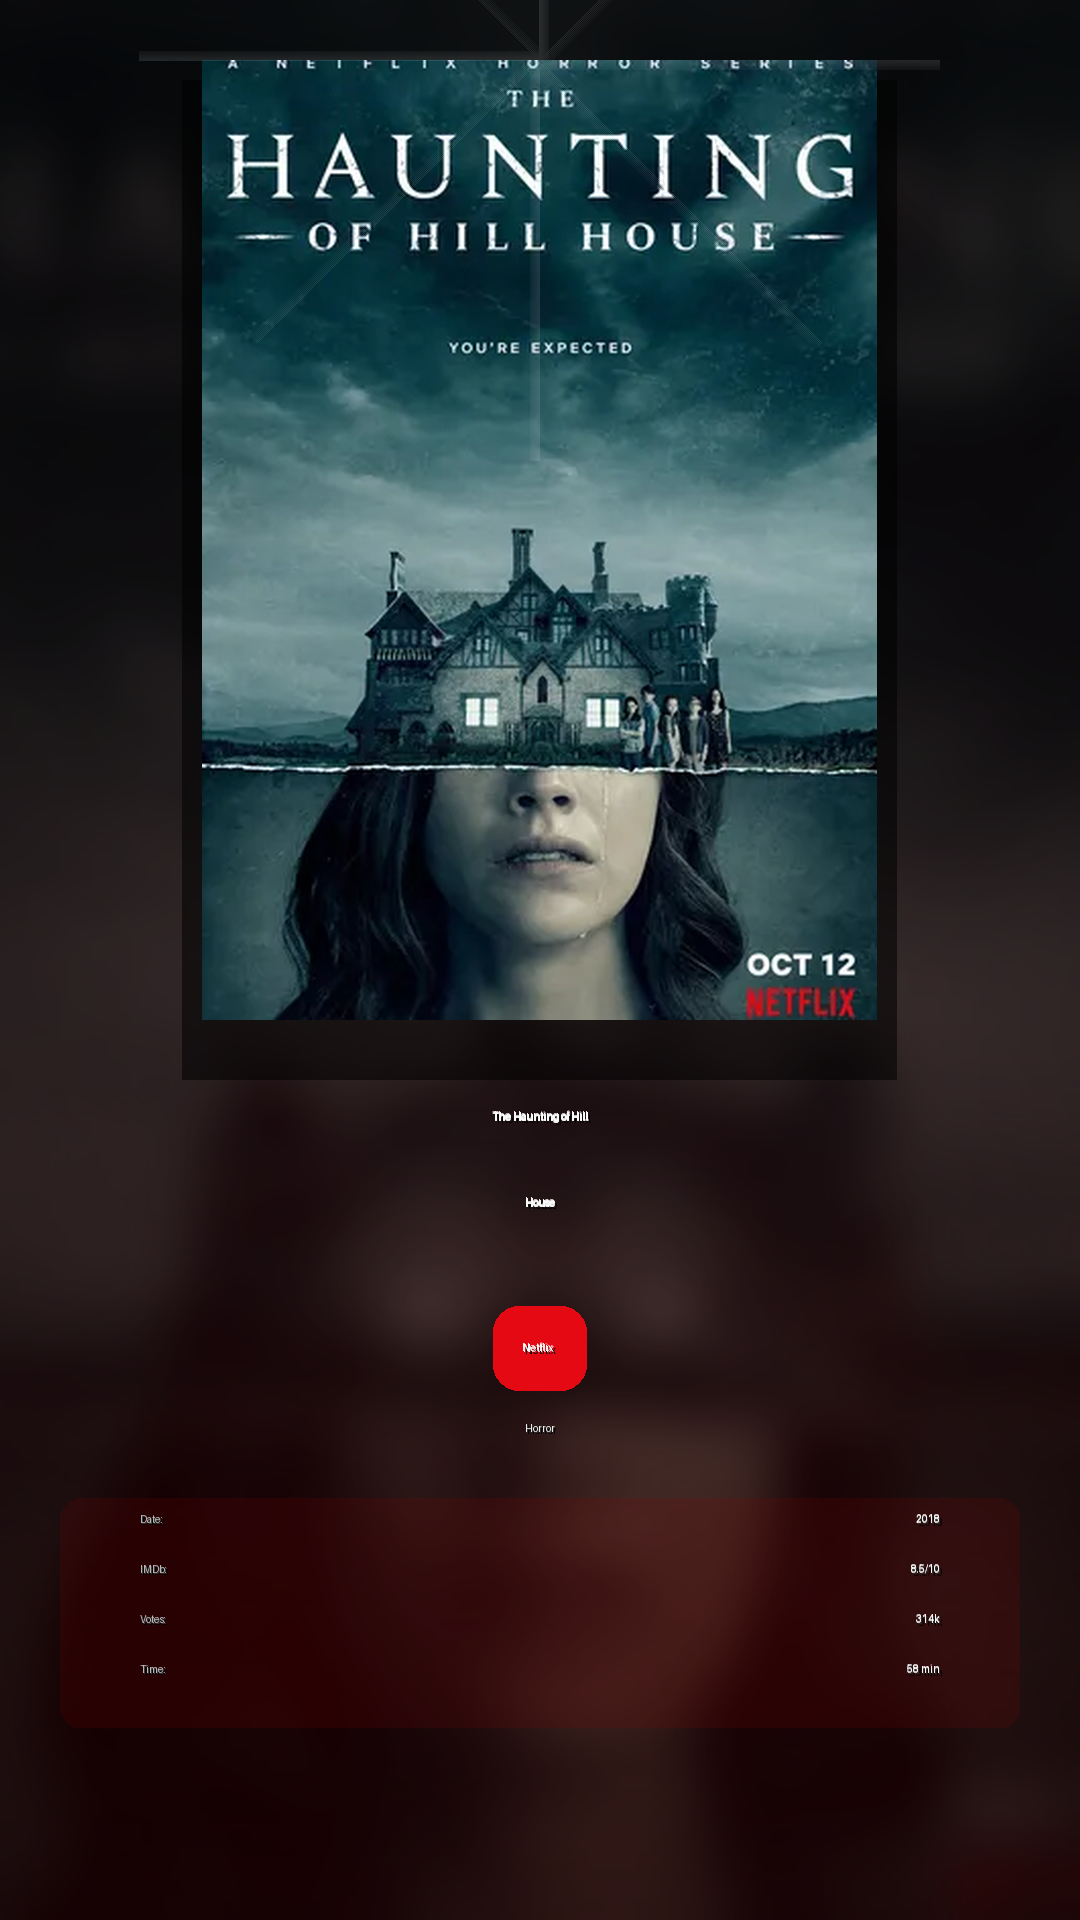 A NETFLIX HORROR SERIES
THE
HAUNTING
OF HILL HOUSE
YOU'RE EXPECTED
OCT 12
NETFLIX
The Haunting of Hill
House
Netflix
Horror
Date: 2018
IMDb: 8.5/10
Votes: 314k
Time: 58 min